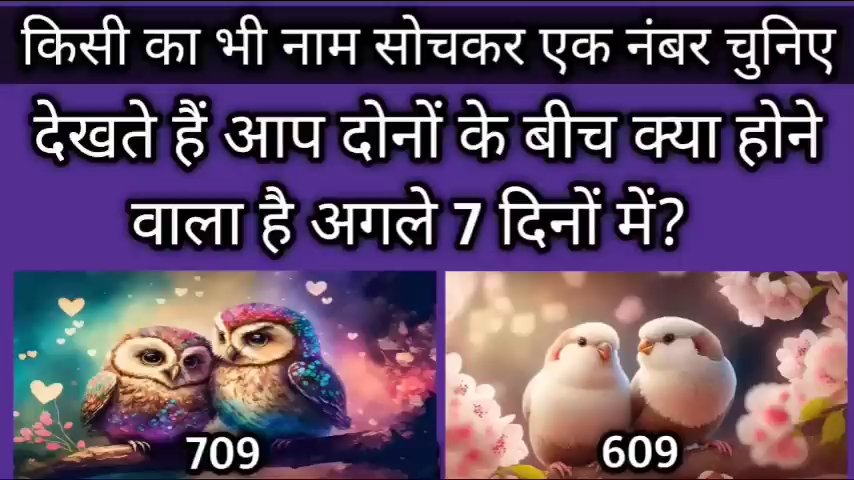 किसी का भी नाम सोचकर एक नंबर चुनिए
देखते हैं आप दोनों के बीच क्या होने
वाला है अगले 7 दिनों में?
709
609